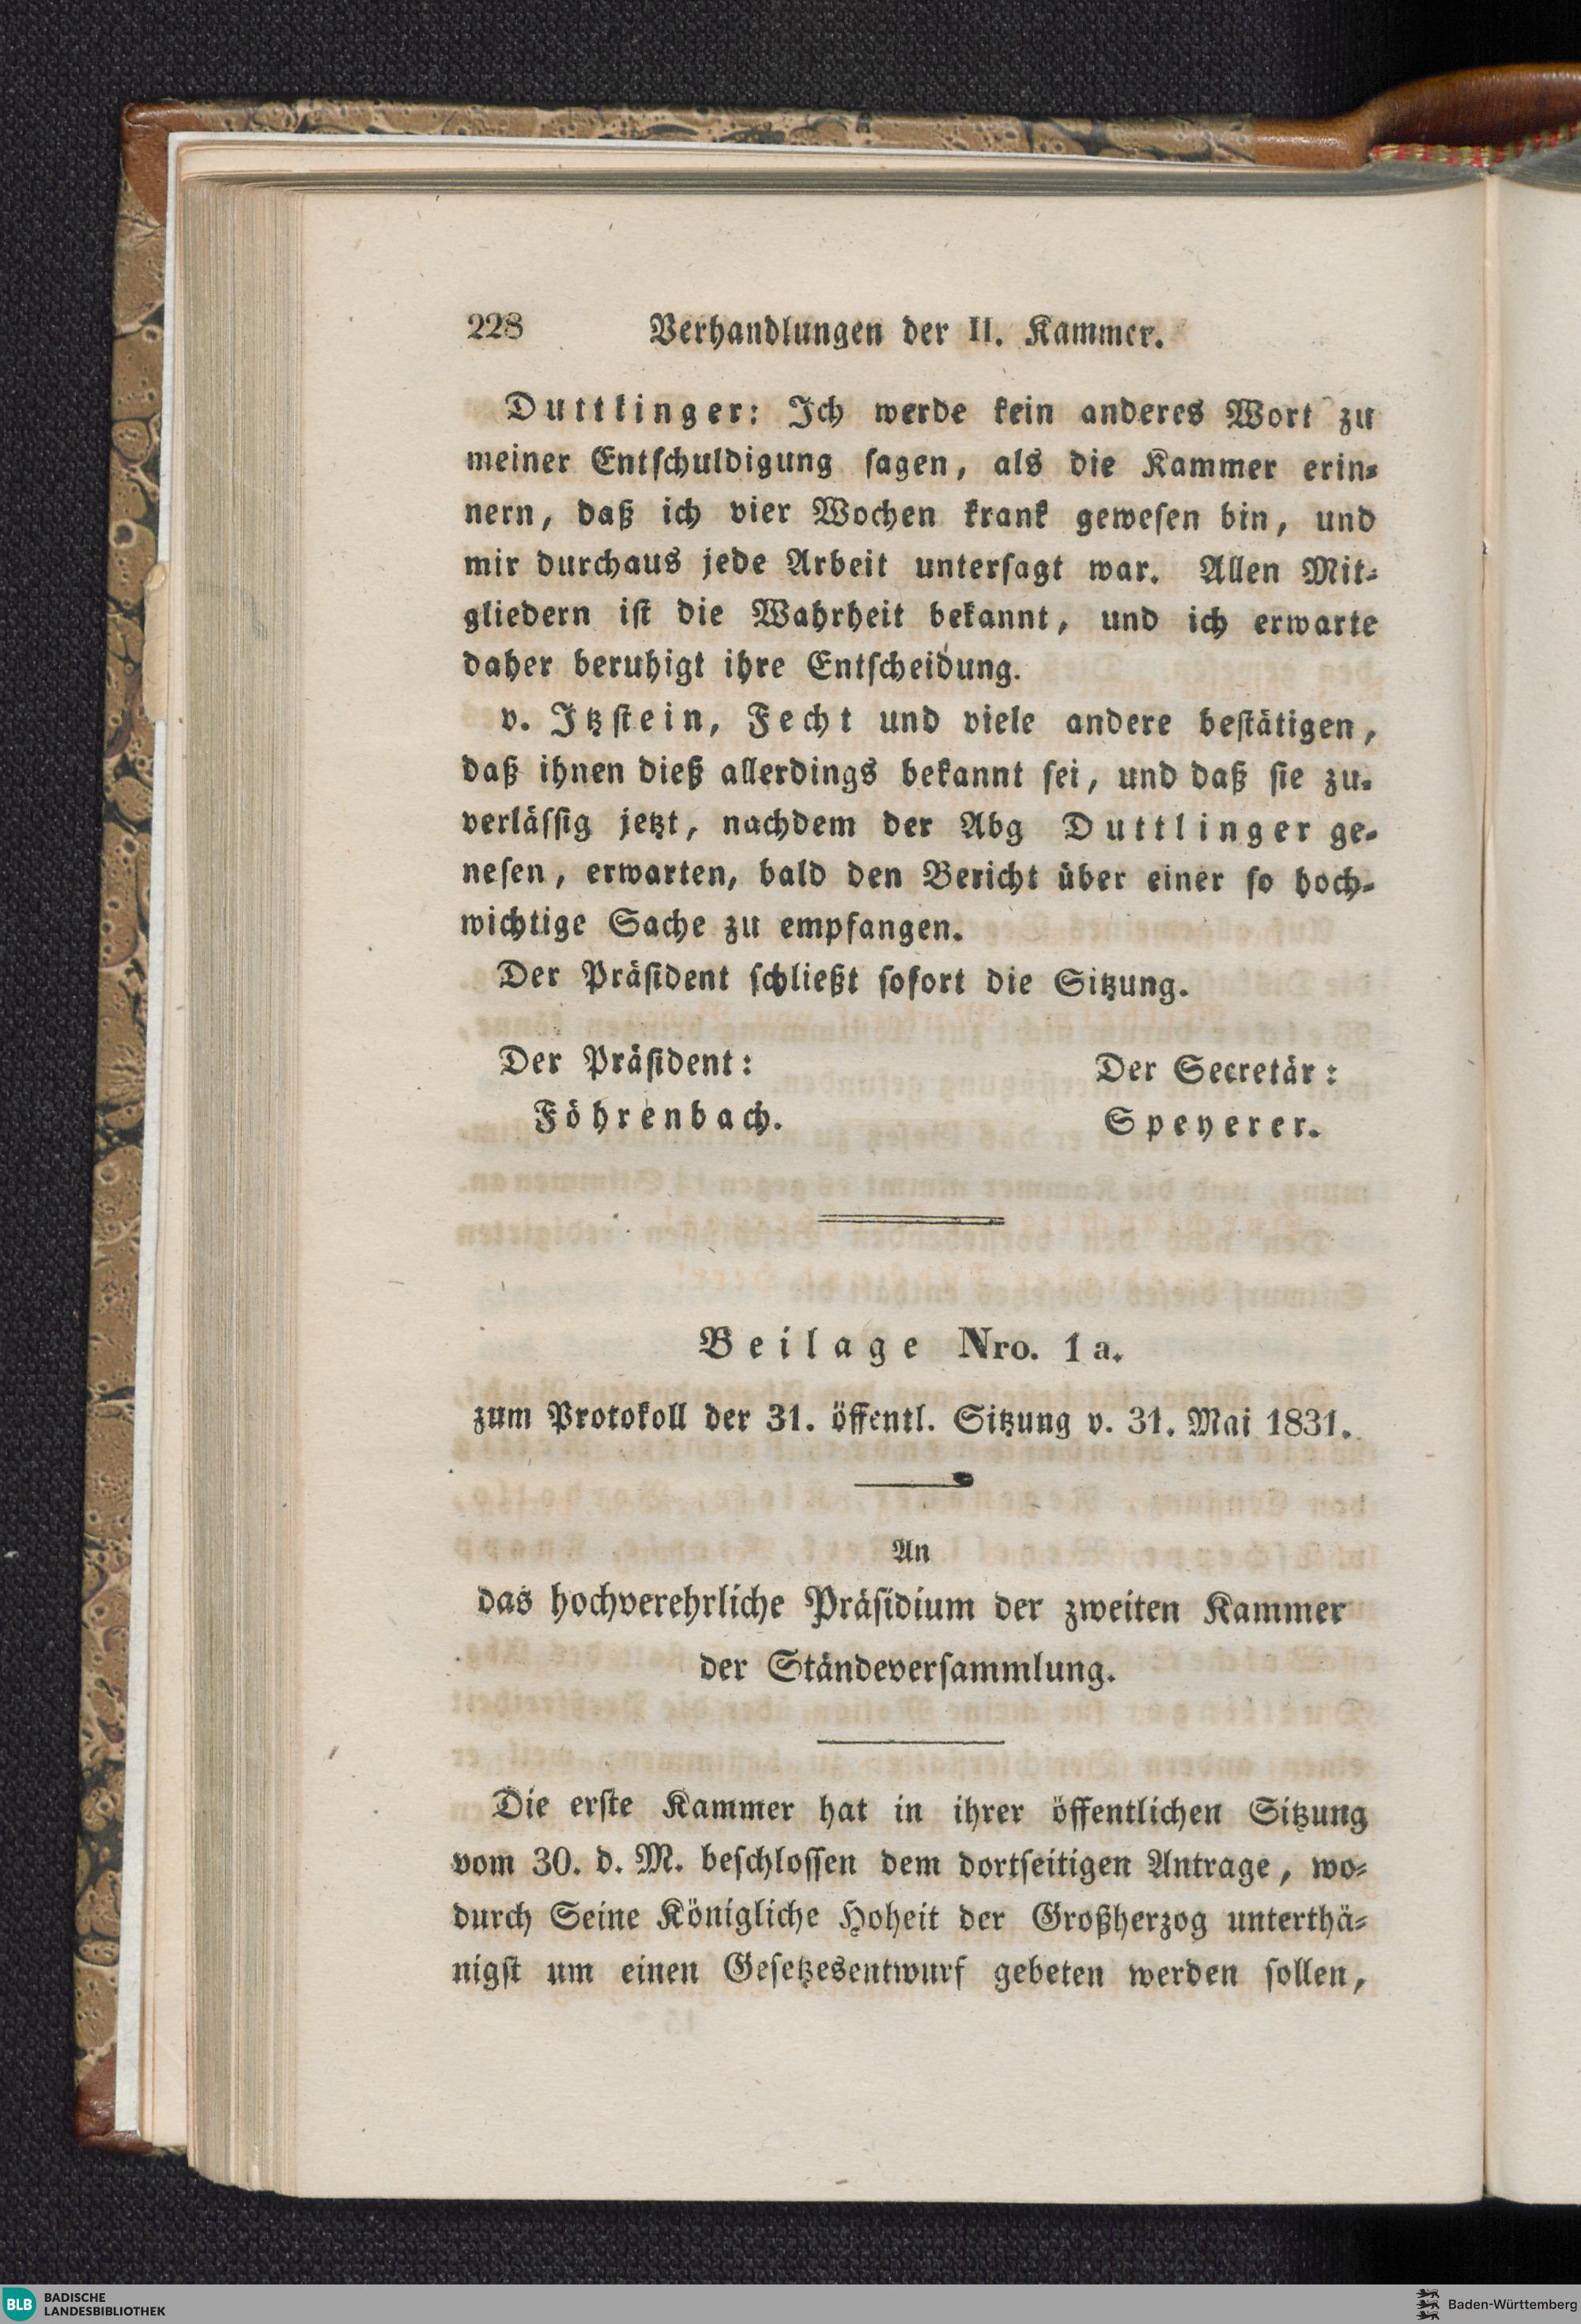 228 Verhandlungen der II. Kammer.
Duttkinger: Ich werde kein anderes Wort zu
meiner Entschuldigung sagen, als die Kammer erin-
nern, daß ich vier Wochen krank gewesen bin, und
mir durchaus jede Arbeit untersagt war. Allen Mit-
gliedern ist die Wahrheit bekannt, und ich erwarte
daher beruhigt ihre Entscheidung.
v. Itzstein, Fecht und viele andere bestätigen,
daß ihnen dieß allerdings bekannt sei, und daß sie zu-
verlässig jetzt, nachdem der Abg Duttlinger ge-
nesen, erwarten, bald den Bericht über einer so hoch-
wichtige Sache zu empfangen.
Der Präsident schließt sofort die Sitzung.
Der Präsident: Der Secretär:
Föhrenbach. Speyerer.
Beilage Nro. 1 a.
zum Protokoll der 31. öffentl. Sitzung v. 31. Mai 1831.
An
das hochverehrliche Präsidium der zweiten Kammer
der Ständeversammlung.
Die erste Kammer hat in ihrer öffentlichen Sitzung
vom 30. d. M. beschlossen dem dortseitigen Antrage, wo-
durch Seine Königliche Hoheit der Großherzog unterthä-
nigst um einen Gesetzesentwurf gebeten werden sollen,
BLB BADISCHE
LANDESBIBLIOTHEK
Baden-Württemberg